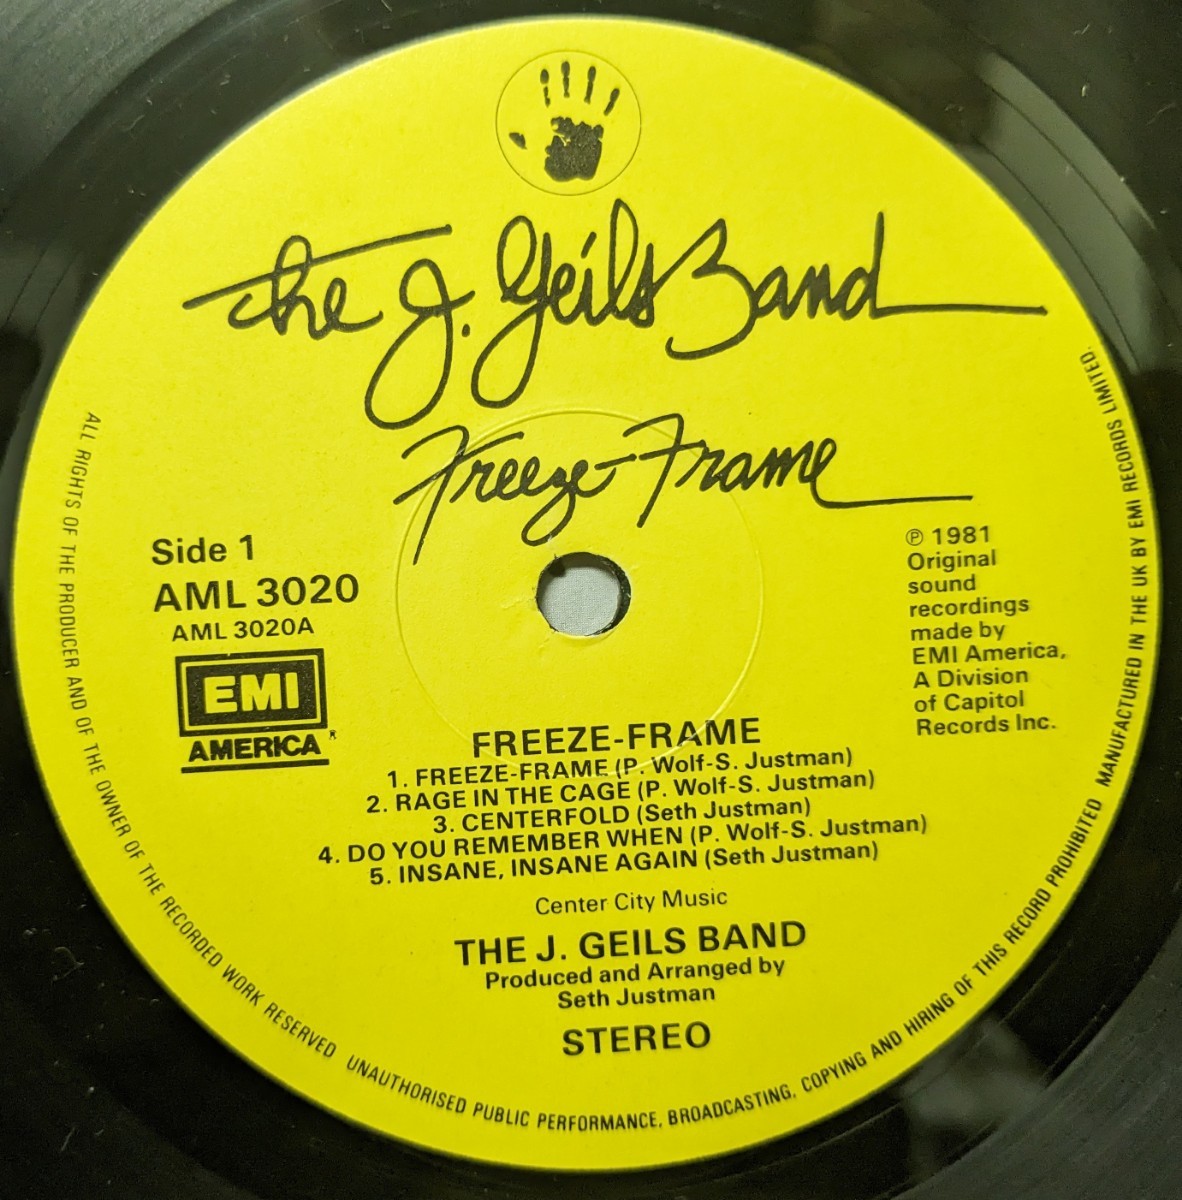 The J. Geils Band
Freeze-Frame
Side 1
AML 3020
AML 3020A
EMI
AMERICA
℗ 1981
Original
sound
recordings
made by
EMI America,
A Division
of Capitol
Records Inc.
FREEZE-FRAME
1. FREEZE-FRAME (P. Wolf-S. Justman)
2. RAGE IN THE CAGE (P. Wolf-S. Justman)
3. CENTERFOLD (Seth Justman)
4. DO YOU REMEMBER WHEN (P. Wolf-S. Justman)
5. INSANE, INSANE AGAIN (Seth Justman)
Center City Music
THE J. GEILS BAND
Produced and Arranged by
Seth Justman
STEREO
ALL RIGHTS OF THE PRODUCER AND OF THE OWNER OF THE RECORDED WORK RESERVED UNAUTHORISED PUBLIC PERFORMANCE, BROADCASTING, COPYING AND HIRING OF THIS RECORD PROHIBITED MANUFACTURED IN THE UK BY EMI RECORDS LIMITED.